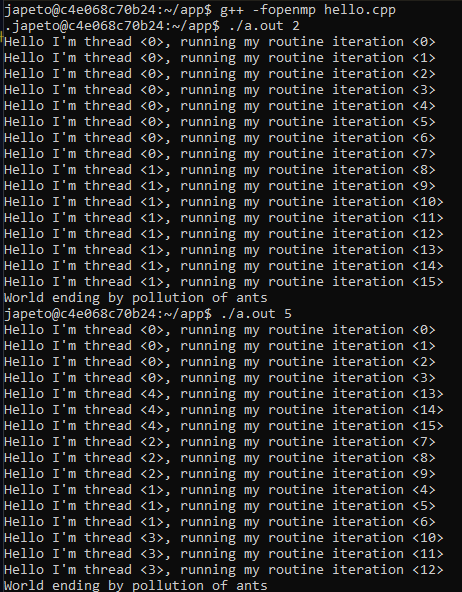 japeto@c4e068c70b24:~/app$ g++ -fopenmp hello.cpp
.japeto@c4e068c70b24:~/app$ ./a.out 2
Hello I'm thread <0>, running my routine iteration <0>
Hello I'm thread <0>, running my routine iteration <1>
Hello I'm thread <0>, running my routine iteration <2>
Hello I'm thread <0>, running my routine iteration <3>
Hello I'm thread <0>, running my routine iteration <4>
Hello I'm thread <0>, running my routine iteration <5>
Hello I'm thread <0>, running my routine iteration <6>
Hello I'm thread <0>, running my routine iteration <7>
Hello I'm thread <1>, running my routine iteration <8>
Hello I'm thread <1>, running my routine iteration <9>
Hello I'm thread <1>, running my routine iteration <10>
Hello I'm thread <1>, running my routine iteration <11>
Hello I'm thread <1>, running my routine iteration <12>
Hello I'm thread <1>, running my routine iteration <13>
Hello I'm thread <1>, running my routine iteration <14>
Hello I'm thread <1>, running my routine iteration <15>
World ending by pollution of ants
japeto@c4e068c70b24:~/app$ ./a.out 5
Hello I'm thread <0>, running my routine iteration <0>
Hello I'm thread <0>, running my routine iteration <1>
Hello I'm thread <0>, running my routine iteration <2>
Hello I'm thread <0>, running my routine iteration <3>
Hello I'm thread <4>, running my routine iteration <13>
Hello I'm thread <4>, running my routine iteration <14>
Hello I'm thread <4>, running my routine iteration <15>
Hello I'm thread <2>, running my routine iteration <7>
Hello I'm thread <2>, running my routine iteration <8>
Hello I'm thread <2>, running my routine iteration <9>
Hello I'm thread <1>, running my routine iteration <4>
Hello I'm thread <1>, running my routine iteration <5>
Hello I'm thread <1>, running my routine iteration <6>
Hello I'm thread <3>, running my routine iteration <10>
Hello I'm thread <3>, running my routine iteration <11>
Hello I'm thread <3>, running my routine iteration <12>
World ending by pollution of ants